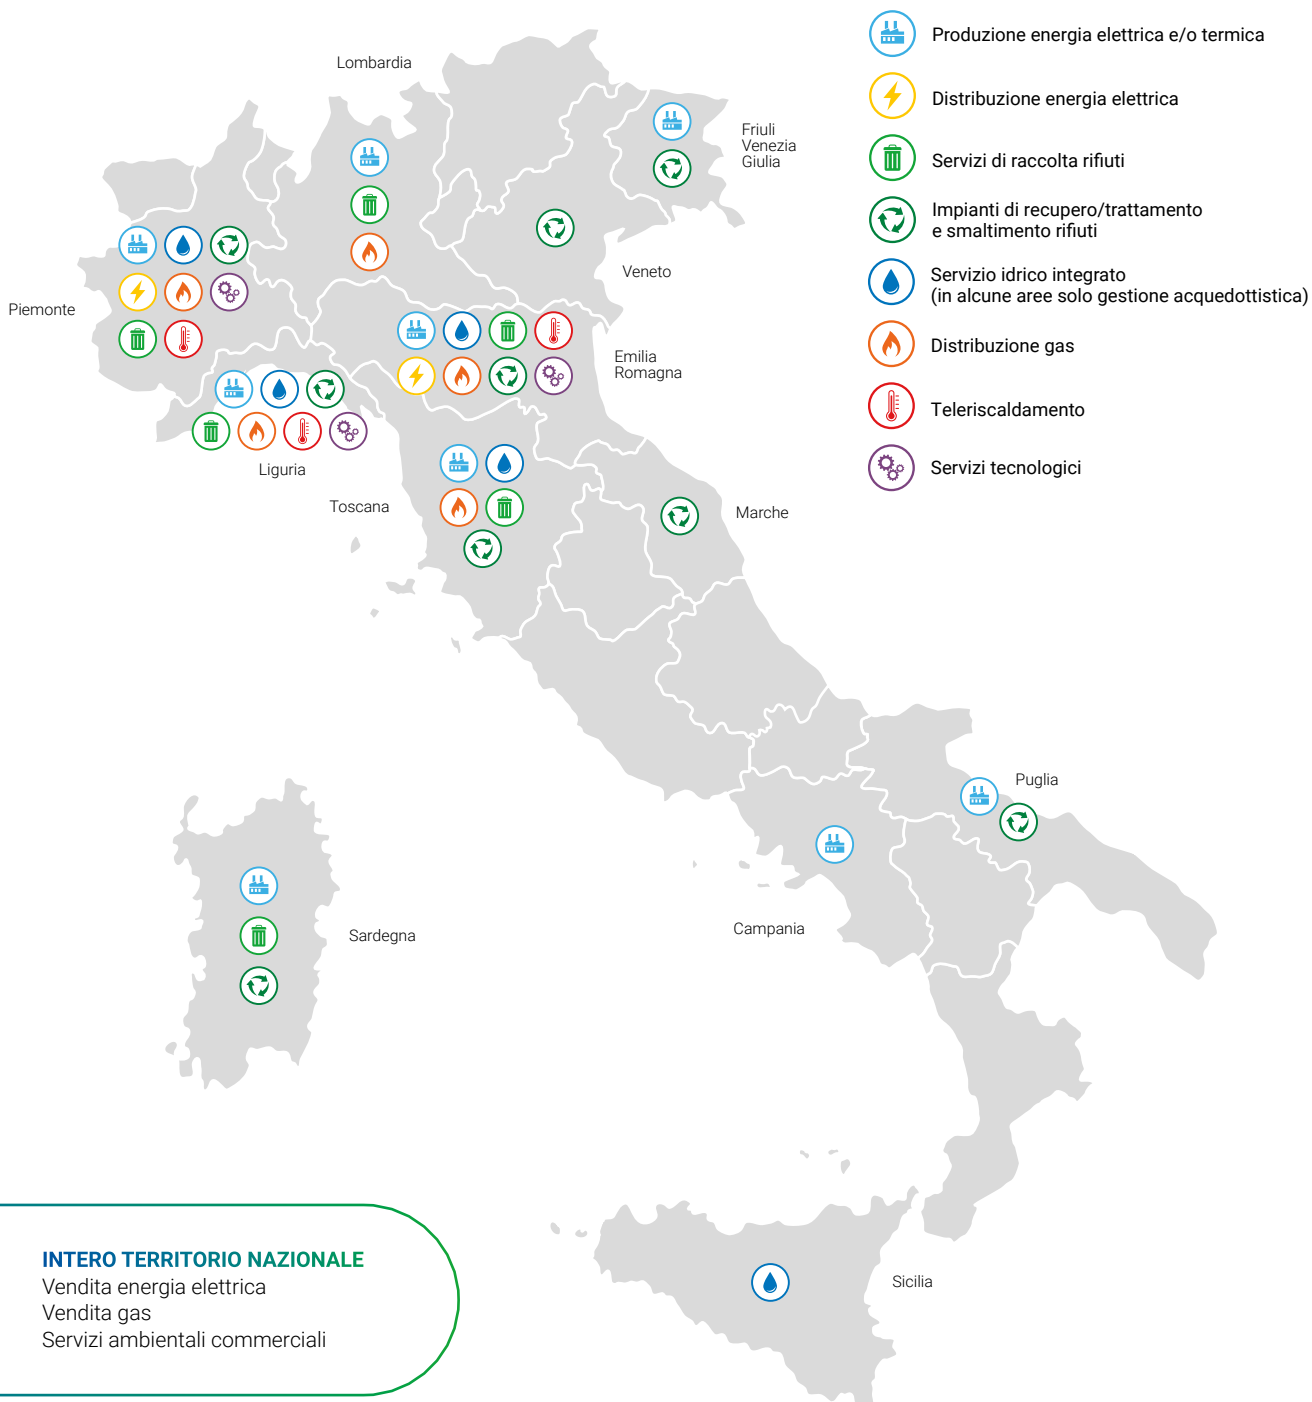 Produzione energia elettrica e/o termica
Distribuzione energia elettrica
Servizi di raccolta rifiuti
Impianti di recupero/trattamento
e smaltimento rifiuti
Servizio idrico integrato
(in alcune aree solo gestione acquedottistica)
Distribuzione gas
Teleriscaldamento
Servizi tecnologici
Lombardia
Friuli
Venezia
Giulia
Veneto
Piemonte
Emilia
Romagna
Liguria
Toscana
Marche
Puglia
Campania
Sardegna
Sicilia
INTERO TERRITORIO NAZIONALE
Vendita energia elettrica
Vendita gas
Servizi ambientali commerciali